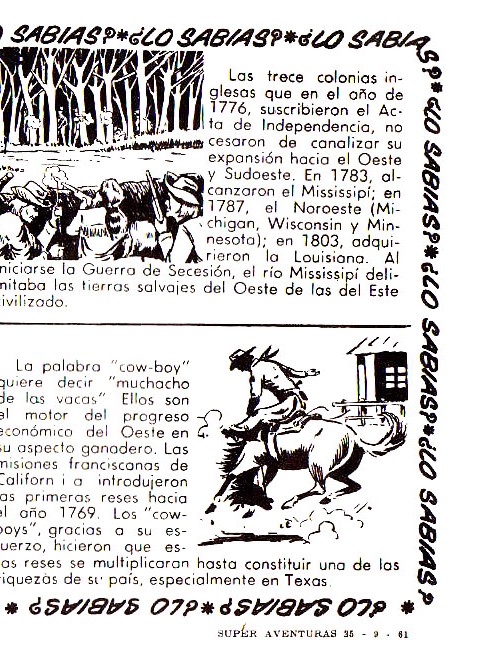 O SABIAS?*¿LO SABIAS?*¿LO SABIAS?*¿LO SABIAS?*¿LO SABIAS?*¿LO SABIAS?
Las trece colonias in-
glesas que en el año de
1776, suscribieron el Ac-
ta de Independencia, no
cesaron de canalizar su
expansión hacia el Oeste
y Sudoeste. En 1783, al-
canzaron el Mississipí; en
1787, el Noroeste (Mi-
chigan, Wisconsin y Min-
nesota); en 1803, adqui-
rieron la Louisiana. Al
niciarse la Guerra de Secesión, el río Mississipí deli-
mitaba las tierras salvajes del Oeste de las del Este
civilizado.
La palabra "cow-boy"
quiere decir "muchacho
de las vacas" Ellos son
el motor del progreso
económico del Oeste en
su aspecto ganadero. Las
misiones franciscanas de
Californ i a introdujeron
as primeras reses hacia
el año 1769. Los "cow-
boys", gracias a su es-
uerzo, hicieron que es-
as reses se multiplicaran hasta constituir una de las
riquezas de su país, especialmente en Texas.
* ¿LO SABIAS?*¿LO SABIAS?
SUPER AVENTURAS 35 - 9 - 61